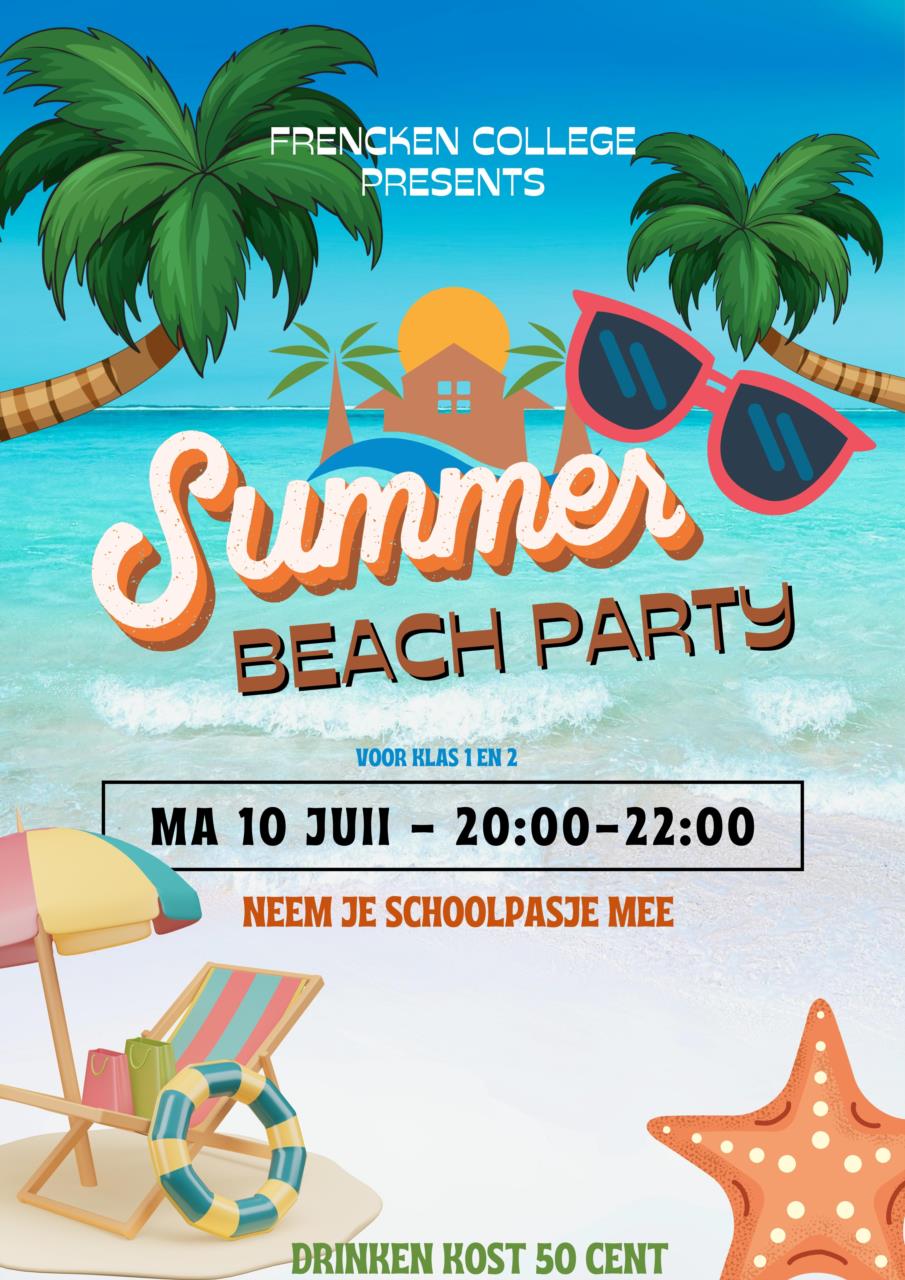 FRENCKEN COLLEGE
PRESENTS
Summer
BEACH PARTY
VOOR KLAS 1 EN 2
MA 10 JUII – 20:00–22:00
NEEM JE SCHOOLPASJE MEE
DRINKEN KOST 50 CENT